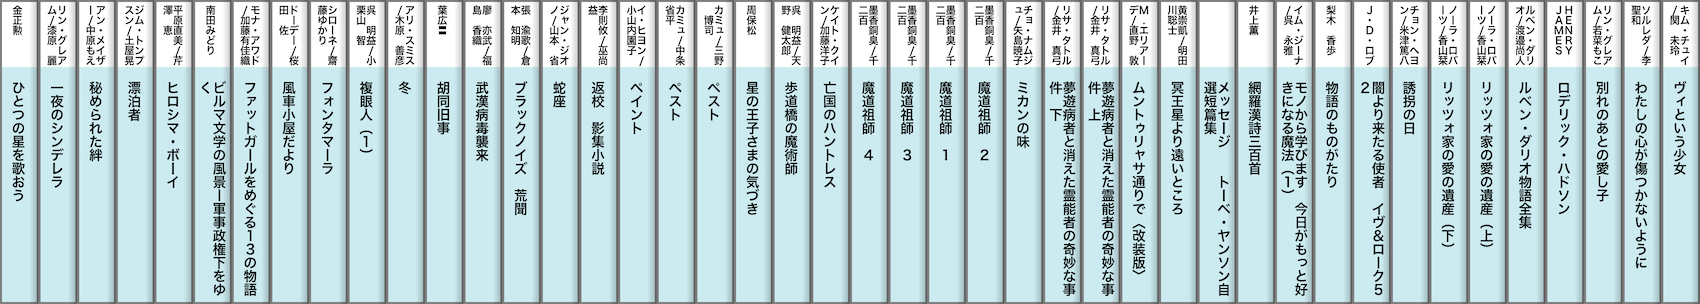 キム・チュイ
/関 未玲
ヴィという少女
ソルレダ/李
聖和
わたしの心が傷つかないように
リン・グレア
ム/若菜もこ
別れのあとの愛し子
HENRY
JAMES
ロデリック・ハドソン
ルベン・ダリ
オ/渡邉尚人
ルベン・ダリオ物語全集
ノーラ・ロバ
ーツ/香山栞
リッツォ家の愛の遺産(上)
ノーラ・ロバ
ーツ/香山栞
リッツォ家の愛の遺産(下)
チョン・ヘヨ
ン/米津篤八
誘拐の日
J・D・ロブ
闇より来たる使者 イヴ&ローク5
2
梨木 香歩
物語のものがたり
イム・ジーナ
/呉 永雅
モノから学びます 今日がもっと好
きになる魔法(1)
井上薫
網羅漢詩三百首
メッセージ トーベ・ヤンソン自
選短篇集
黄崇凱/明田
川聡士
冥王星より遠いところ
M.エリアー
デ/直野 敦
ムントゥリャサ通りで〈改装版〉
リサ・タトル
/金井 真弓
夢遊病者と消えた霊能者の奇妙な事
件 上
リサ・タトル
/金井 真弓
夢遊病者と消えた霊能者の奇妙な事
件 下
チョ・ナムジ
ュ/矢島暁子
ミカンの味
墨香銅臭/千
二百
魔道祖師 2
墨香銅臭/千
二百
魔道祖師 1
墨香銅臭/千
二百
魔道祖師 3
墨香銅臭/千
二百
魔道祖師 4
ケイト・クイ
ン/加藤洋子
亡国のハントレス
呉 明益/天
野 健太郎
歩道橋の魔術師
周保松
星の王子さまの気づき
カミュ/三野
博司
ペスト
カミュ/中条
省平
ペスト
イ・ヒヨン/
小山内園子
ペイント
李則攸/巫尚
益
返校 影集小説
ジャン・ジオ
ノ/山本 省
蛇座
張 渝歌/倉
本 知明
ブラックノイズ 荒聞
廖 亦武/福
島 香織
武漢病毒襲来
葉広〓
胡同旧事
アリ・スミス
/木原 善彦
冬
呉 明益/小
栗山 智
複眼人(1)
シローネ/齋
藤ゆかり
フォンタマーラ
ドーデー/桜
田 佐
風車小屋だより
モナ・アワド
/加藤有佳織
ファットガールをめぐる13の物語
南田みどり
ビルマ文学の風景ー軍事政権下をゆ
く
平原直美/芹
澤 恵
ヒロシマ・ボーイ
ジム・トンプ
スン/土屋晃
漂泊者
アン・メイザ
ー/中原もえ
秘められた絆
リン・グレア
ム/漆原 麗
一夜のシンデレラ
金正勲
ひとつの星を歌おう